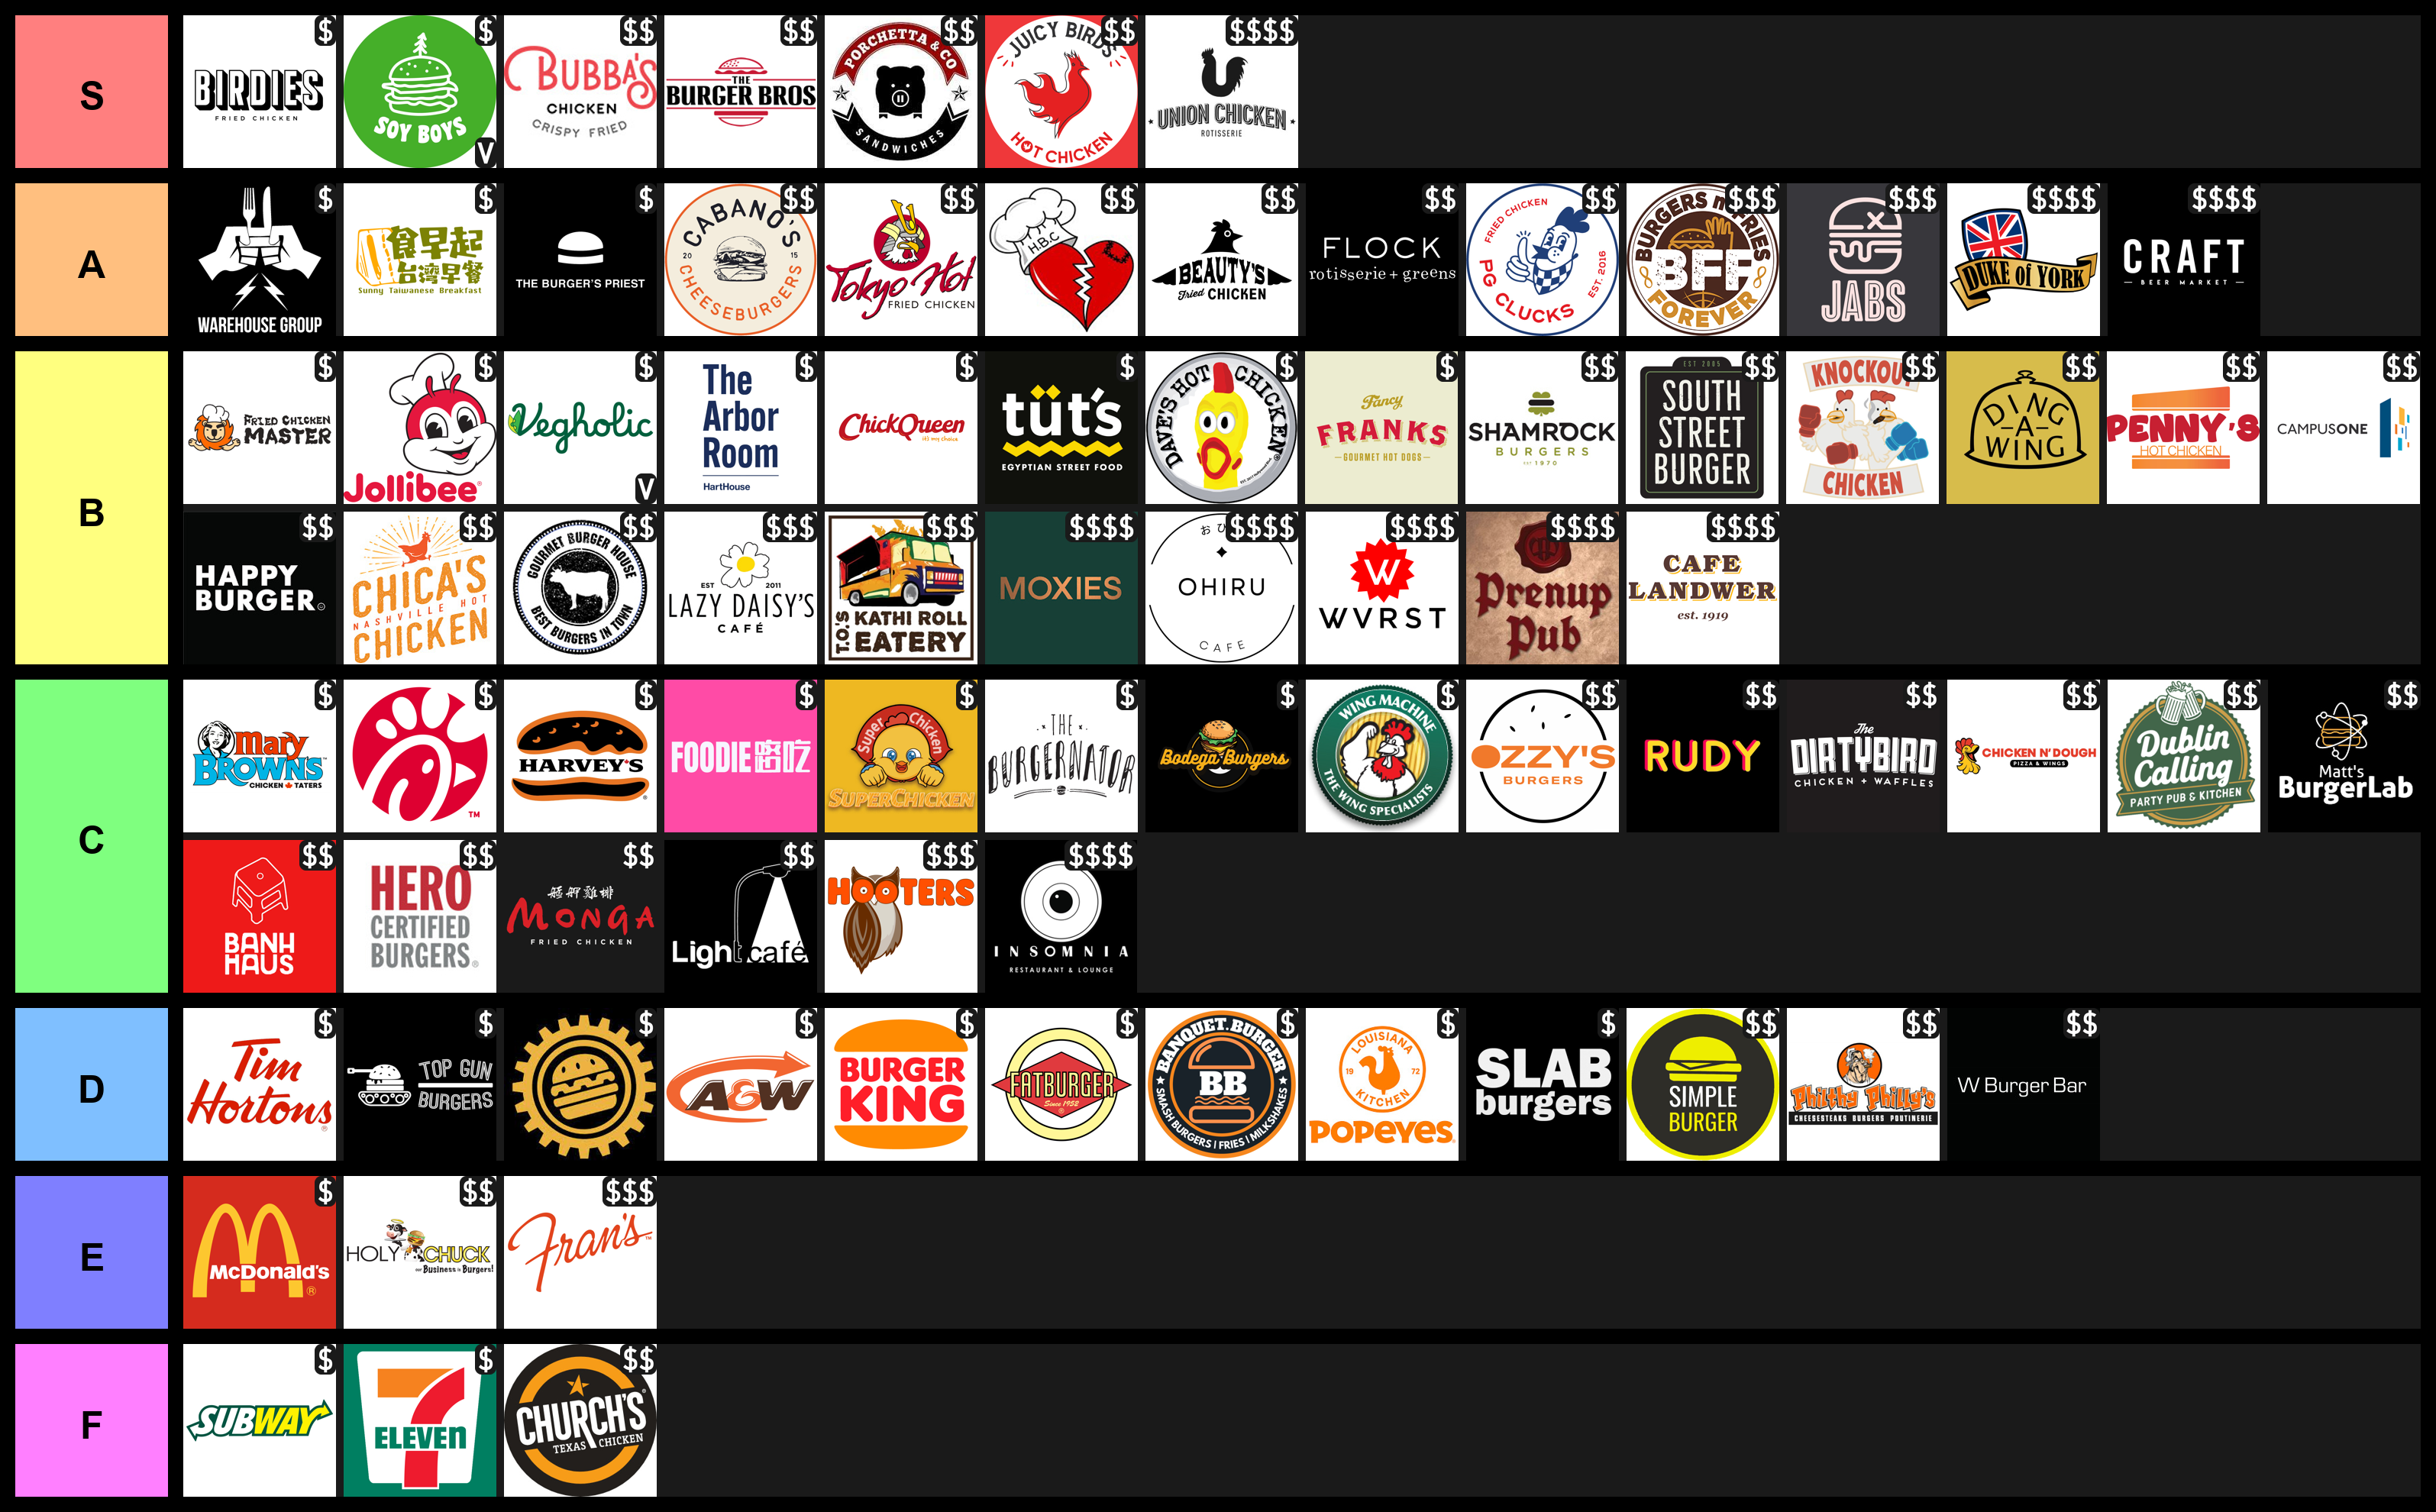 S
$
BIRDIES
FRIED CHICKEN
$
SOY BOYS
V
$$
BUBBA'S
CHICKEN
CRISPY FRIED
$$
THE
BURGER BROS
$$
PORCHETTA & CO
SANDWICHES
$$
JUICY BIRDS
HOT CHICKEN
$$$$
UNION CHICKEN
ROTISSERIE
A
$
WAREHOUSE GROUP
$
食早起
台湾早餐
Sunny Taiwanese Breakfast
$
THE BURGER'S PRIEST
$$
CABANO'S
20 15
CHEESEBURGERS
$$
Tokyo Hot
FRIED CHICKEN
$$
H.B.C
$$
BEAUTY'S
Fried CHICKEN
$$
FLOCK
rotisserie + greens
$$
FRIED CHICKEN
PG CLUCKS
EST. 2016
$$$
BURGERS n' FRIES
BFF
FOREVER
$$$
JABS
$$$$
DUKE of YORK
$$$$
CRAFT
BEER MARKET
B
$
FRIED CHICKEN
MASTER
$
Jollibee
$
Vegholic
V
$
The
Arbor
Room
HartHouse
$
ChickQueen
it's my choice
$
tüt's
EGYPTIAN STREET FOOD
$
DAVE'S HOT CHICKEN
$
Fancy
FRANKS
GOURMET HOT DOGS
$$
SHAMROCK
BURGERS
EST 1970
$$
EST 2005
SOUTH
STREET
BURGER
$$
KNOCKOUT
CHICKEN
$$
DING
-A-
WING
$$
PENNY'S
HOT CHICKEN
$$
CAMPUSONE
$$
HAPPY
BURGER
$$
CHICA'S
NASHVILLE HOT
CHICKEN
$$
GOURMET BURGER HOUSE
BEST BURGERS IN TOWN
$$$
EST 2011
LAZY DAISY'S
CAFÉ
$$$
T.O.'S KATHI ROLL
EATERY
$$$$
MOXIES
$$$$
おひ
OHIRU
CAFE
$$$$
W
WVRST
$$$$
Prenup
Pub
$$$$
CAFE
LANDWER
est. 1919
C
$
mary
BROWN'S
CHICKEN TATERS
$
TM
$
HARVEY'S
$
FOODIE
$
Super Chicken
SUPERCHICKEN
$
THE
BURGERNATOR
$
Bodega Burgers
$
WING MACHINE
THE WING SPECIALISTS
$$
OZZY'S
BURGERS
$$
RUDY
$$
The
DIRTYBIRD
CHICKEN + WAFFLES
$$
CHICKEN N' DOUGH
PIZZA & WINGS
$$
Dublin
Calling
PARTY PUB & KITCHEN
$$
Matt's
BurgerLab
$$
BANH
HAUS
$$
HERO
CERTIFIED
BURGERS
$$
艋舺雞排
MONGA
FRIED CHICKEN
$$
Light café
$$$
HOOTERS
$$$$
INSOMNIA
RESTAURANT & LOUNGE
D
$
Tim
Hortons
$
TOP GUN
BURGERS
$
$
A&W
$
BURGER
KING
$
FATBURGER
Since 1952
$
BANQUET.BURGER
BB
SMASH BURGERS | FRIES | MILKSHAKES
$
LOUISIANA
19 72
KITCHEN
POPEYES
$
SLAB
burgers
$$
SIMPLE
BURGER
$$
Philthy Philly's
CHEESESTEAKS BURGERS POUTINERIE
$$
W Burger Bar
E
$
McDonald's
$$
HOLY CHUCK
our Business is Burgers!
$$$
Fran's
F
$
SUBWAY
$
7
ELEVEn
$$
CHURCH'S
TEXAS CHICKEN